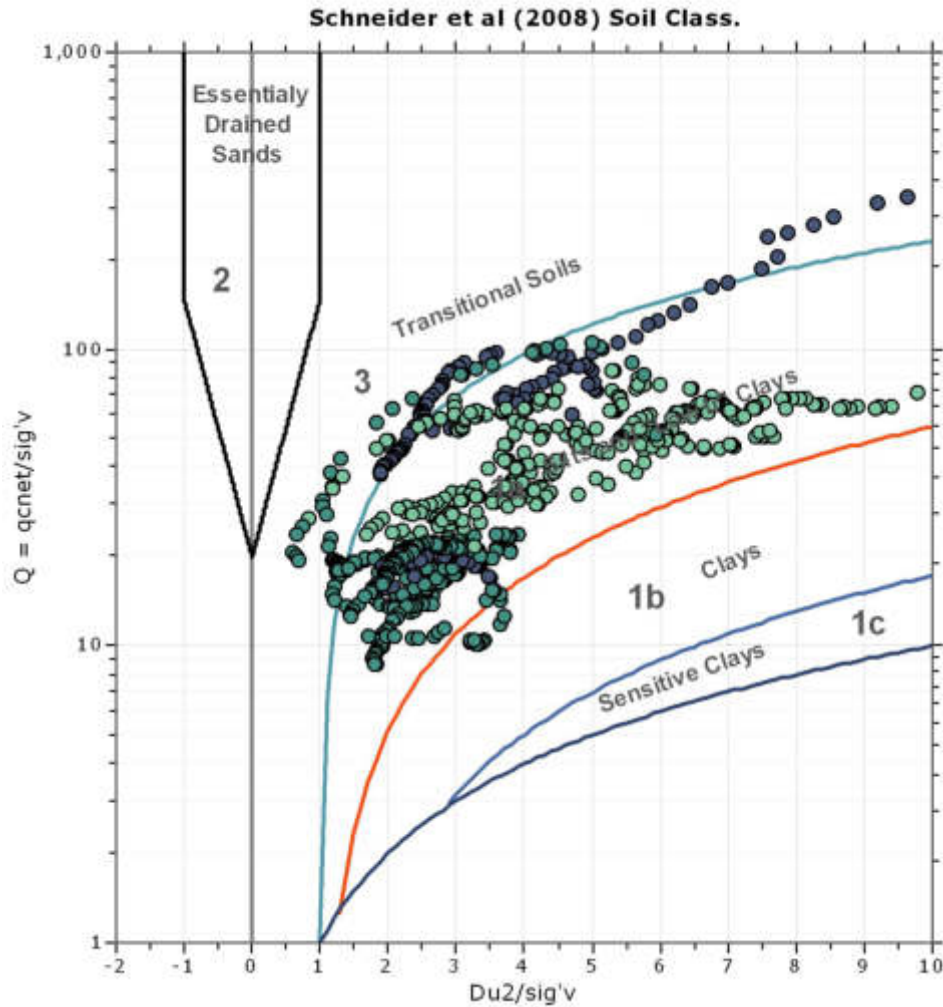 Schneider et al (2008) Soil Class.
1,000
Essentialy
Drained
Sands
2
Transitional Soils
100
3
Clays
1a
Q = qcnet/sig'v
Clays
1b
10
1c
Sensitive Clays
1
-2 -1 0 1 2 3 4 5 6 7 8 9 10
Du2/sig'v